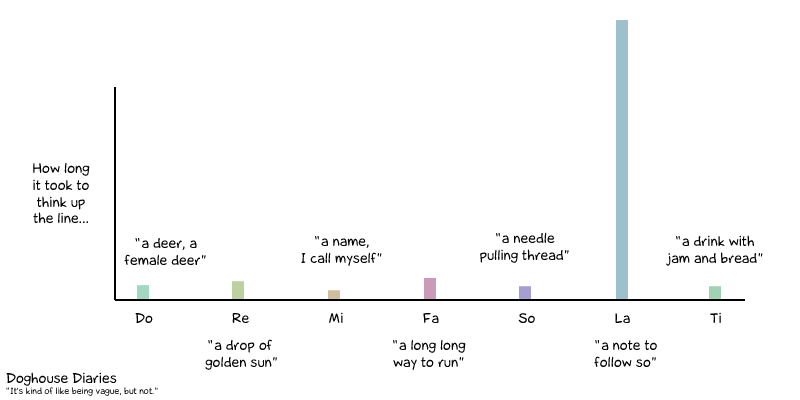 How long
it took to
think up
the line...
"a deer, a
female deer"
"a name,
I call myself"
"a needle
pulling thread"
"a drink with
jam and bread"
Do
Re
Mi
Fa
So
La
Ti
"a drop of
golden sun"
"a long long
way to run"
"a note to
follow so"
Doghouse Diaries
"It's kind of like being vague, but not."